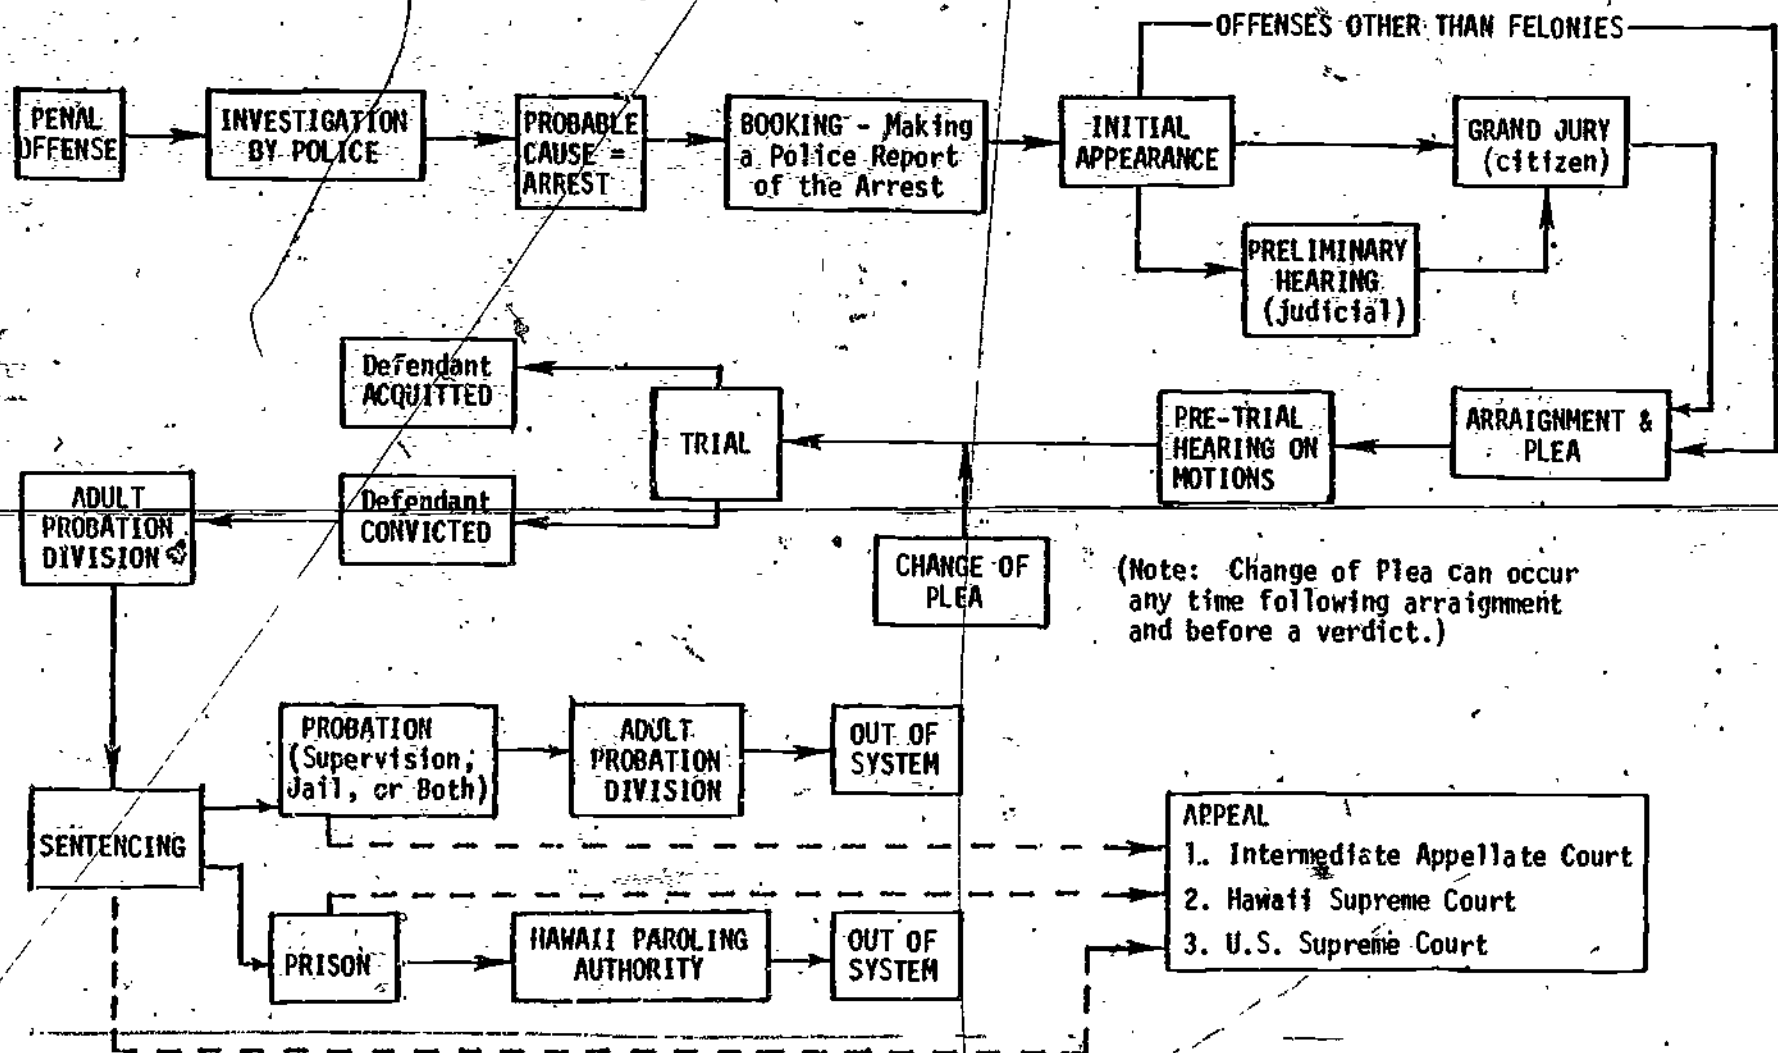 OFFENSES OTHER THAN FELONIES
PENAL
OFFENSE
INVESTIGATION
BY POLICE
PROBABLE
CAUSE =
ARREST
BOOKING - Making
a Police Report
of the Arrest
INITIAL
APPEARANCE
GRAND JURY
(citizen)
PRELIMINARY
HEARING
(judicial)
Defendant
ACQUITTED
TRIAL
PRE-TRIAL
HEARING ON
MOTIONS
ARRAIGNMENT &
PLEA
ADULT
PROBATION
DIVISION
Defendant
CONVICTED
CHANGE OF
PLEA
(Note: Change of Plea can occur
any time following arraignment
and before a verdict.)
PROBATION
(Supervision,
Jail, or Both)
ADULT
PROBATION
DIVISION
OUT OF
SYSTEM
SENTENCING
APPEAL
1. Intermediate Appellate Court
2. Hawaii Supreme Court
3. U.S. Supreme Court
PRISON
HAWAII PAROLING
AUTHORITY
OUT OF
SYSTEM